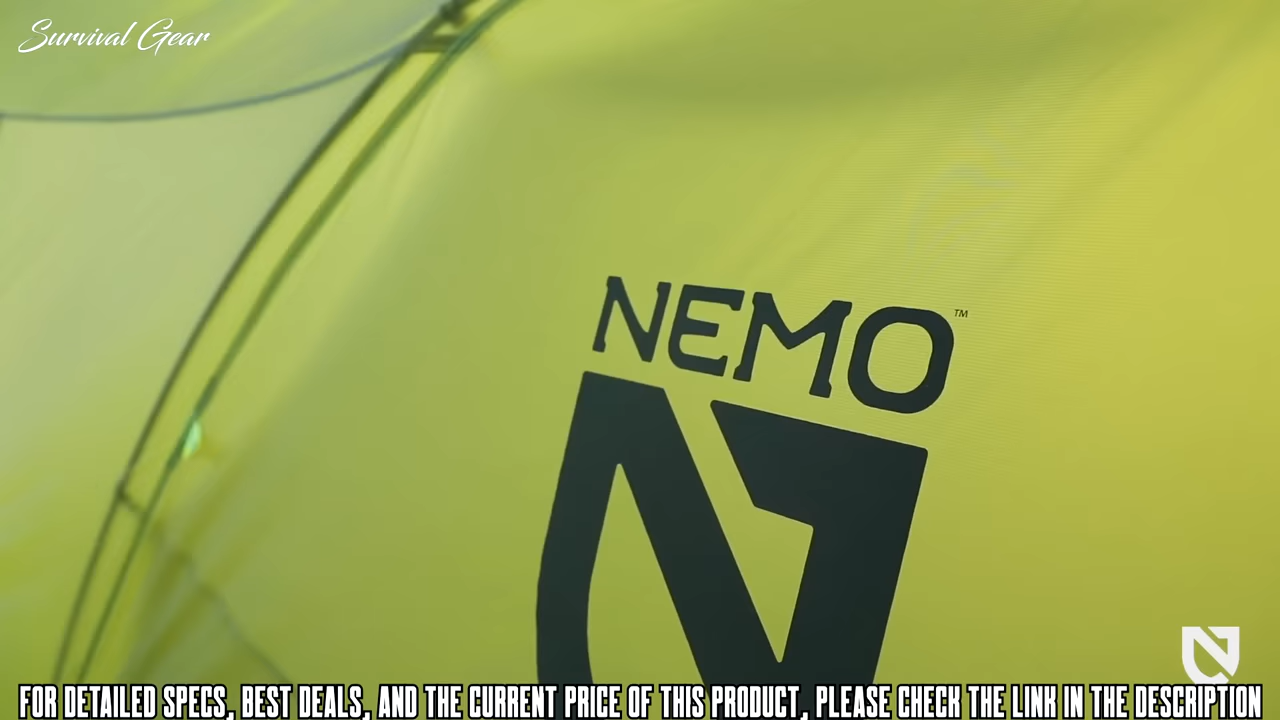 Survival Gear
NEMO™
FOR DETAILED SPECS, BEST DEALS, AND THE CURRENT PRICE OF THIS PRODUCT, PLEASE CHECK THE LINK IN THE DESCRIPTION